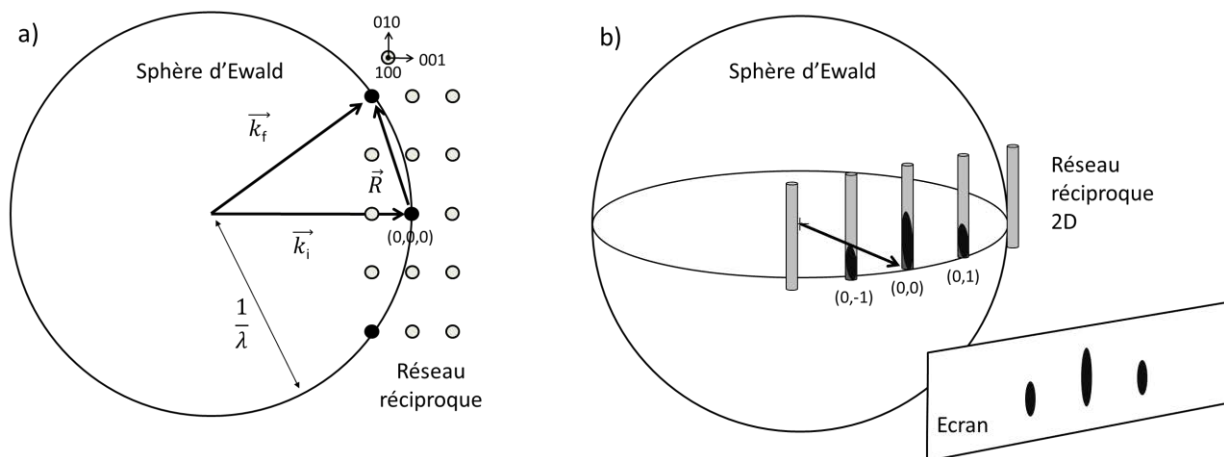 a)
010
001
100
Sphère d'Ewald
k_f
R
(0,0,0)
k_i
1
λ
Réseau
réciproque
b)
Sphère d'Ewald
Réseau
réciproque
2D
(0,-1)
(0,0)
(0,1)
Ecran